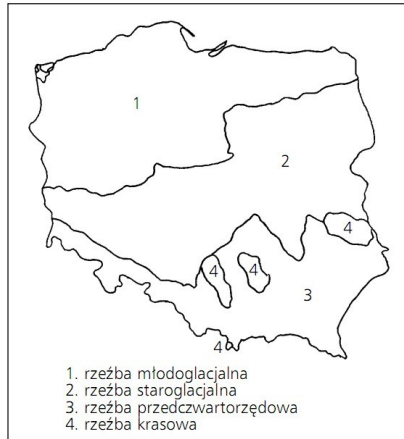 1
2
4
4
4
3
4
1. rzeźba młodoglacjalna
2. rzeźba staroglacjalna
3. rzeźba przedczwartorzędowa
4. rzeźba krasowa